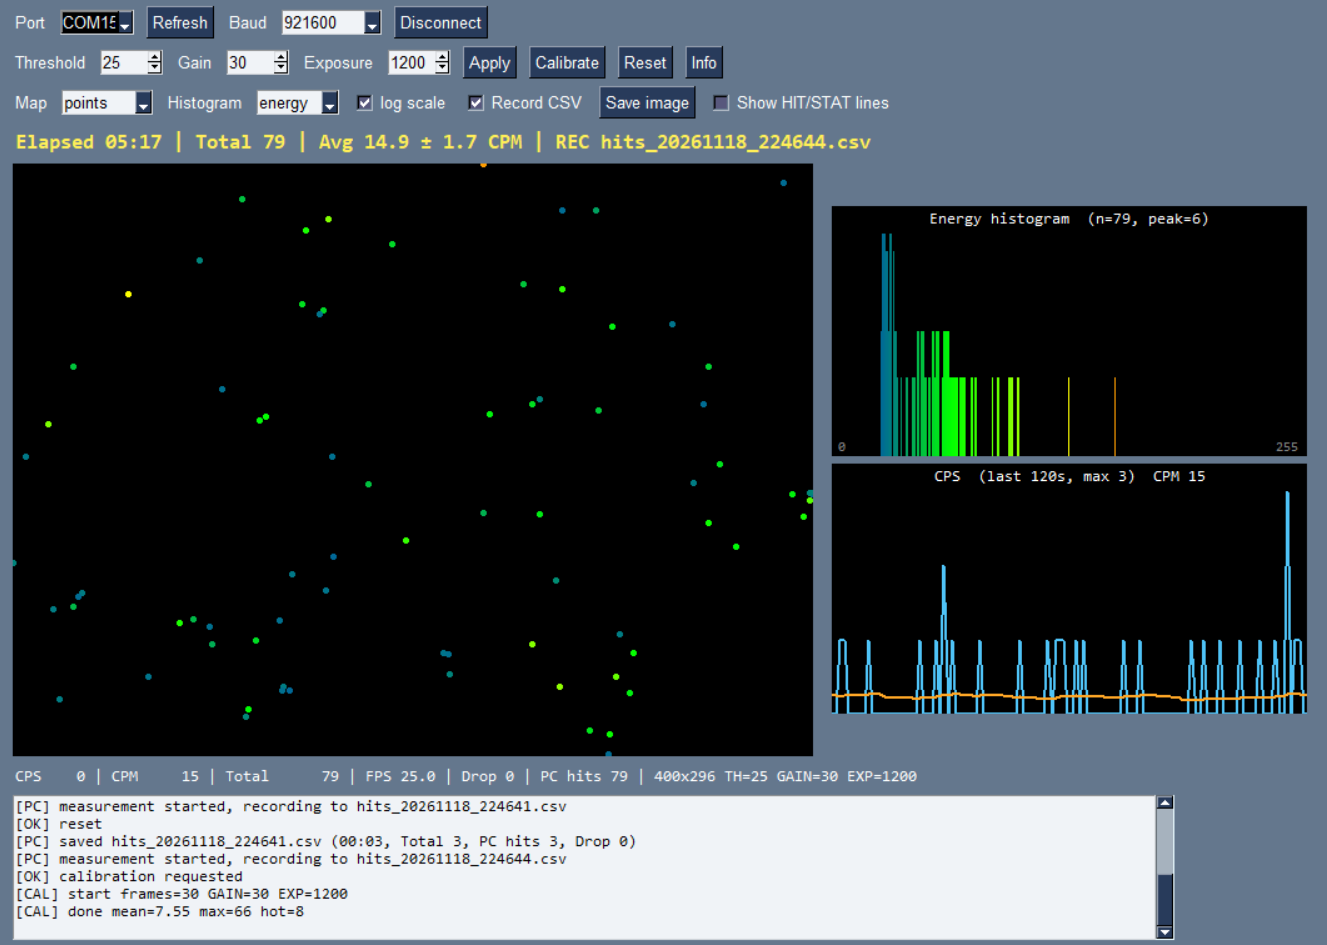 Port COM15 Refresh Baud 921600 Disconnect
Threshold 25 Gain 30 Exposure 1200 Apply Calibrate Reset Info
Map points Histogram energy log scale Record CSV Save image Show HIT/STAT lines
Elapsed 05:17 | Total 79 | Avg 14.9 ± 1.7 CPM | REC hits_20261118_224644.csv
Energy histogram (n=79, peak=6)
0 255
CPS (last 120s, max 3) CPM 15
CPS 0 | CPM 15 | Total 79 | FPS 25.0 | Drop 0 | PC hits 79 | 400x296 TH=25 GAIN=30 EXP=1200
[PC] measurement started, recording to hits_20261118_224641.csv
[OK] reset
[PC] saved hits_20261118_224641.csv (00:03, Total 3, PC hits 3, Drop 0)
[PC] measurement started, recording to hits_20261118_224644.csv
[OK] calibration requested
[CAL] start frames=30 GAIN=30 EXP=1200
[CAL] done mean=7.55 max=66 hot=8